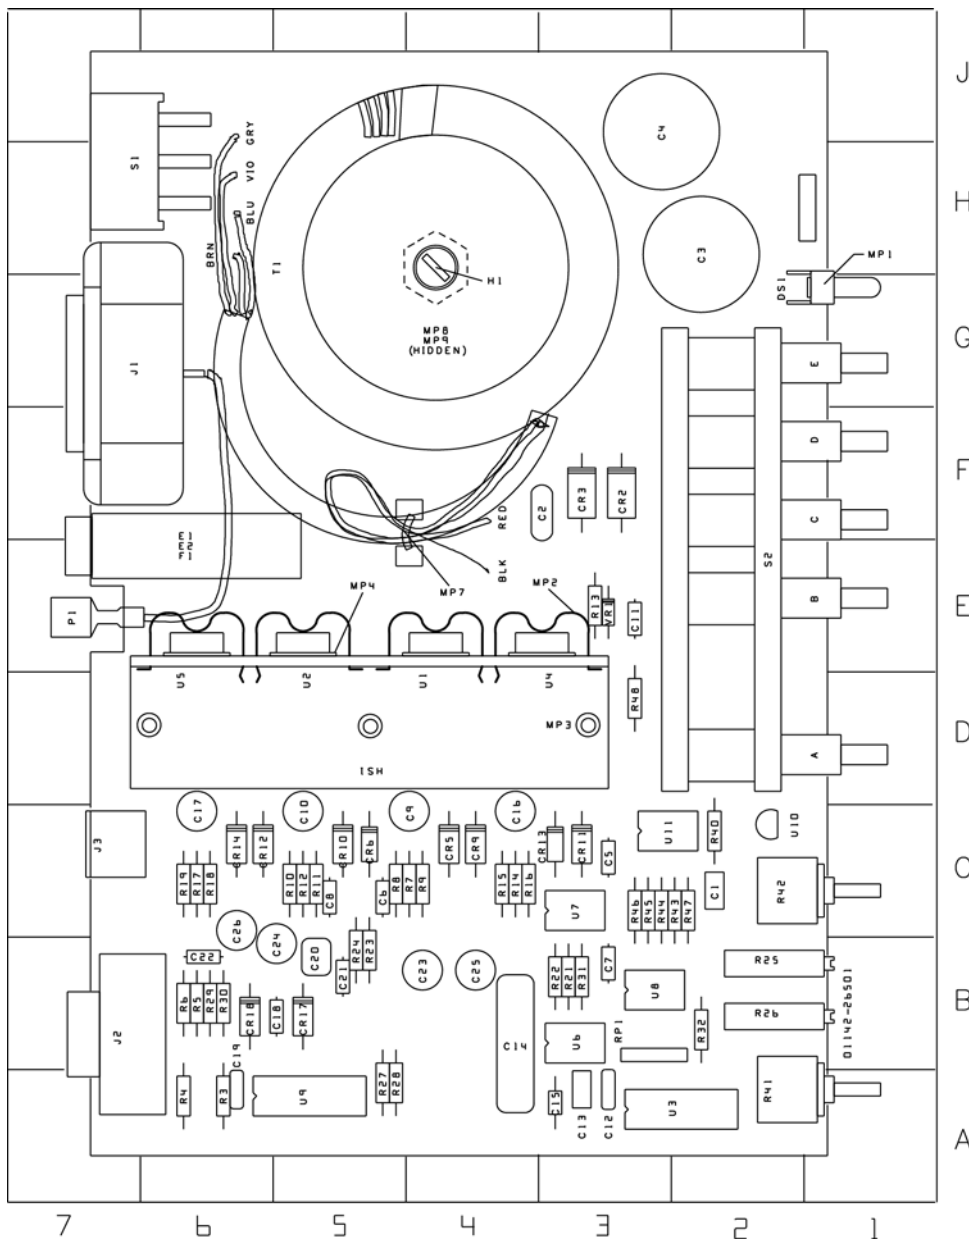 J
C4
GRY
S1
VIO
H
BLU
BRN
T1
C3
MP1
H1
DS1
MP8
MP9
(HIDDEN)
G
J1
E
D
F
CR3
CR2
C2
RED
C
E1
E2
F1
S2
BLK
MP4
MP7
MP2
R13
VR1
C11
B
E
P1
U5
U2
U1
U4
R48
MP3
D
A
HS1
C17
C10
C9
C16
U11
R40
U10
J3
CR14
CR12
CR10
CR6
CR5
CR9
CR13
CR11
C5
C
R19
R17
R18
R10
R12
R11
C8
C6
R8
R7
R9
R15
R14
R16
U7
R46
R45
R44
R43
R47
C1
R42
C26
C24
C20
R24
R23
C22
C21
C23
C25
R22
R21
R31
C7
R25
U8
R6
R5
R29
R30
CR18
C18
CR17
R26
01142-26501
B
J2
C14
U6
RP1
R32
C19
R4
R3
U9
R27
R28
C15
C13
C12
U3
R41
A
7
6
5
4
3
2
1